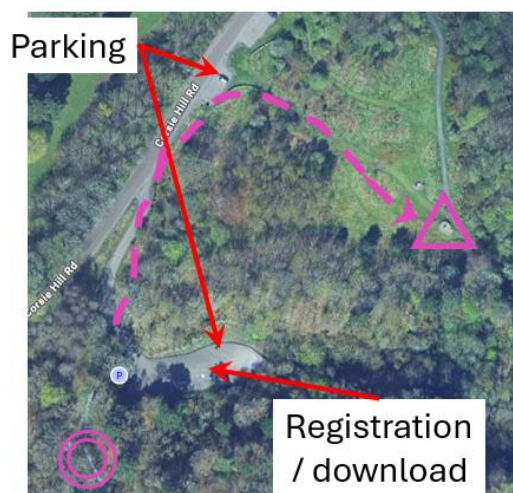 Parking
Corsie Hill Rd
Corsie Hill Rd
P
Registration
/ download